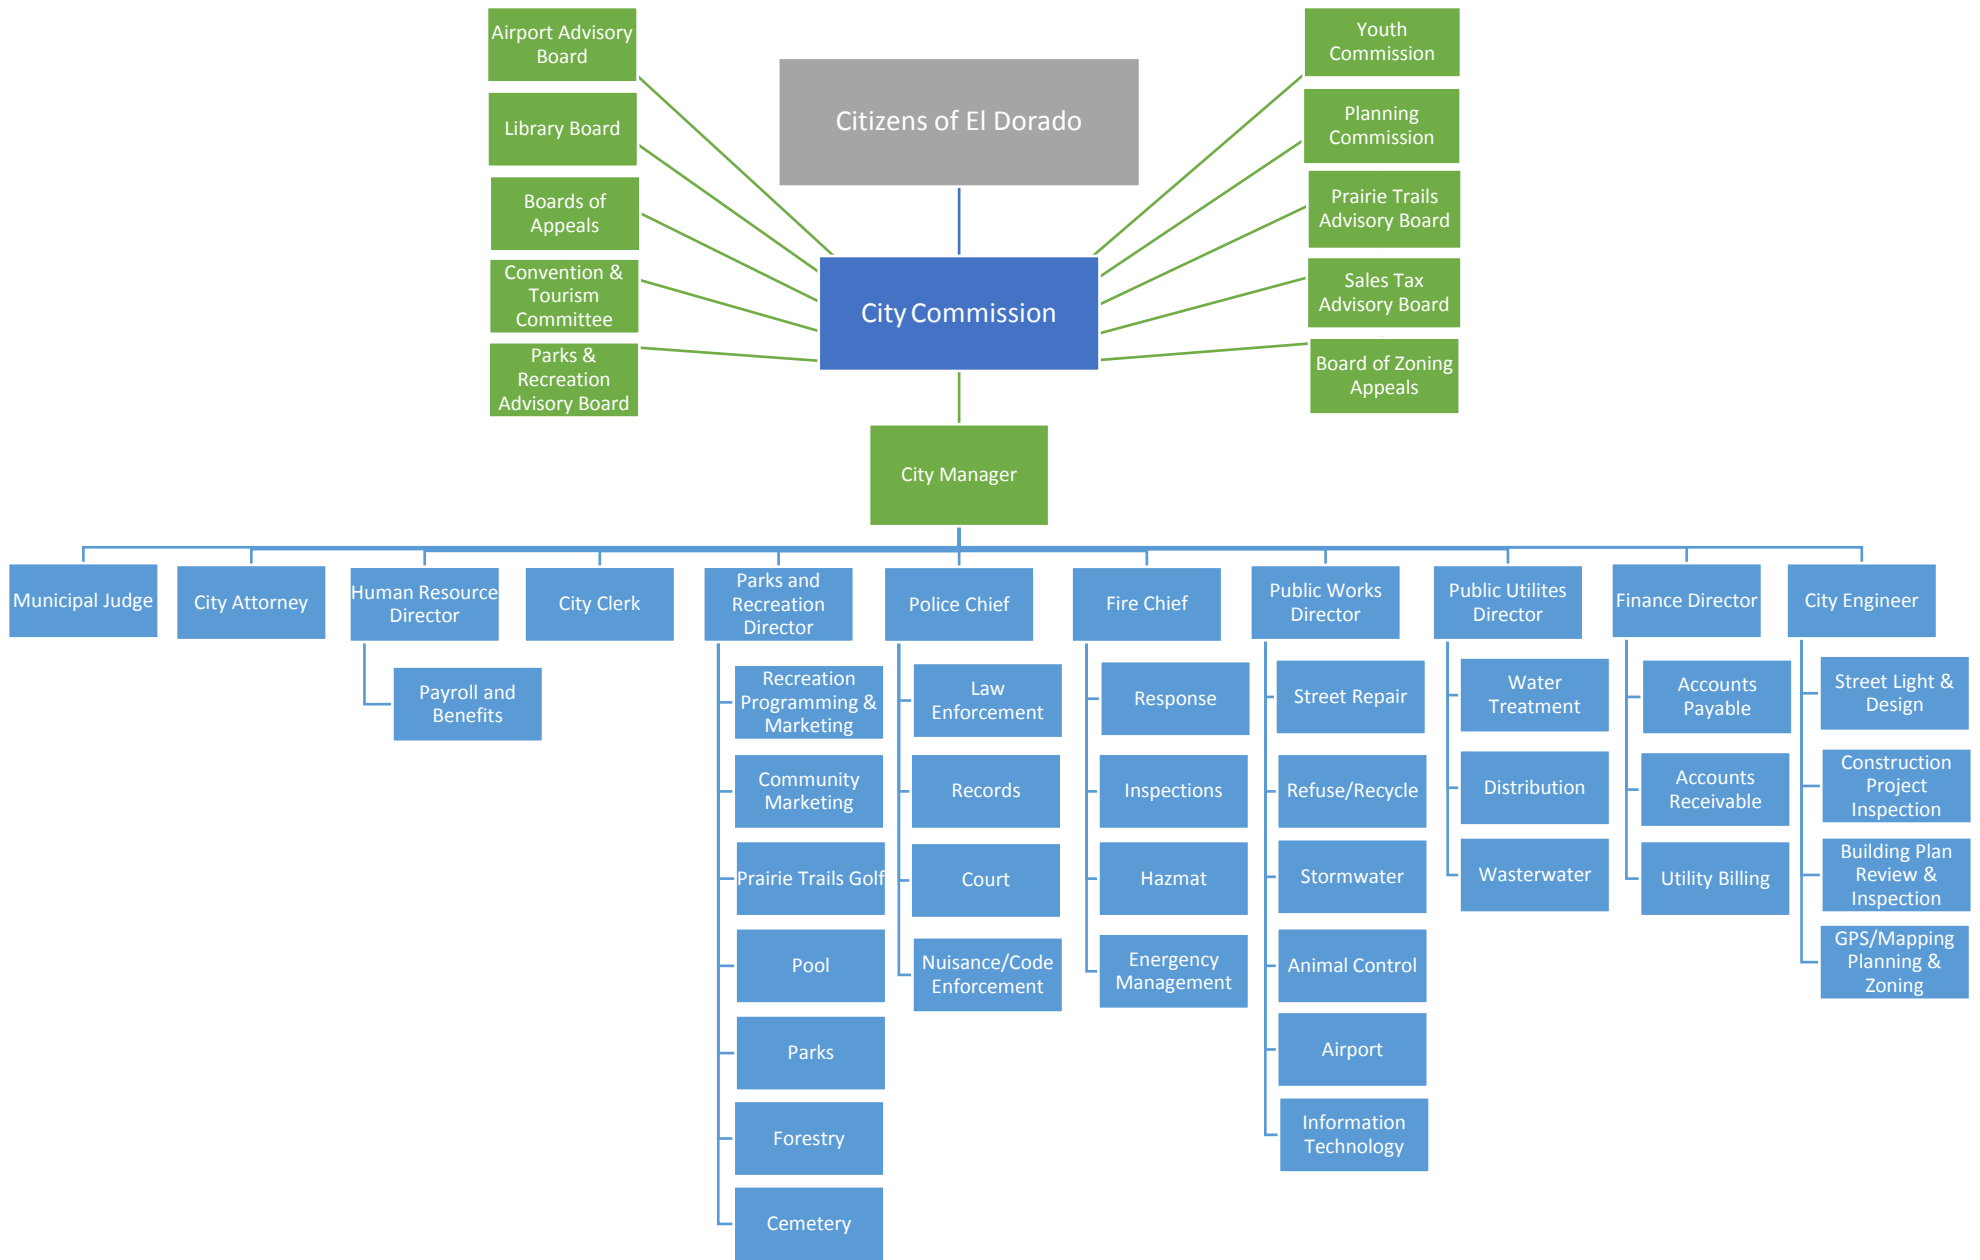 Airport Advisory
Board
Library Board
Boards of
Appeals
Convention &
Tourism
Committee
Parks &
Recreation
Advisory Board
Citizens of El Dorado
City Commission
City Manager
Youth
Commission
Planning
Commission
Prairie Trails
Advisory Board
Sales Tax
Advisory Board
Board of Zoning
Appeals
Municipal Judge
City Attorney
Human Resource
Director
Payroll and
Benefits
City Clerk
Parks and
Recreation
Director
Recreation
Programming &
Marketing
Community
Marketing
Prairie Trails Golf
Pool
Parks
Forestry
Cemetery
Police Chief
Law
Enforcement
Records
Court
Nuisance/Code
Enforcement
Fire Chief
Response
Inspections
Hazmat
Energency
Management
Public Works
Director
Street Repair
Refuse/Recycle
Stormwater
Animal Control
Airport
Information
Technology
Public Utilites
Director
Water
Treatment
Distribution
Wasterwater
Finance Director
Accounts
Payable
Accounts
Receivable
Utility Billing
City Engineer
Street Light &
Design
Construction
Project
Inspection
Building Plan
Review &
Inspection
GPS/Mapping
Planning &
Zoning